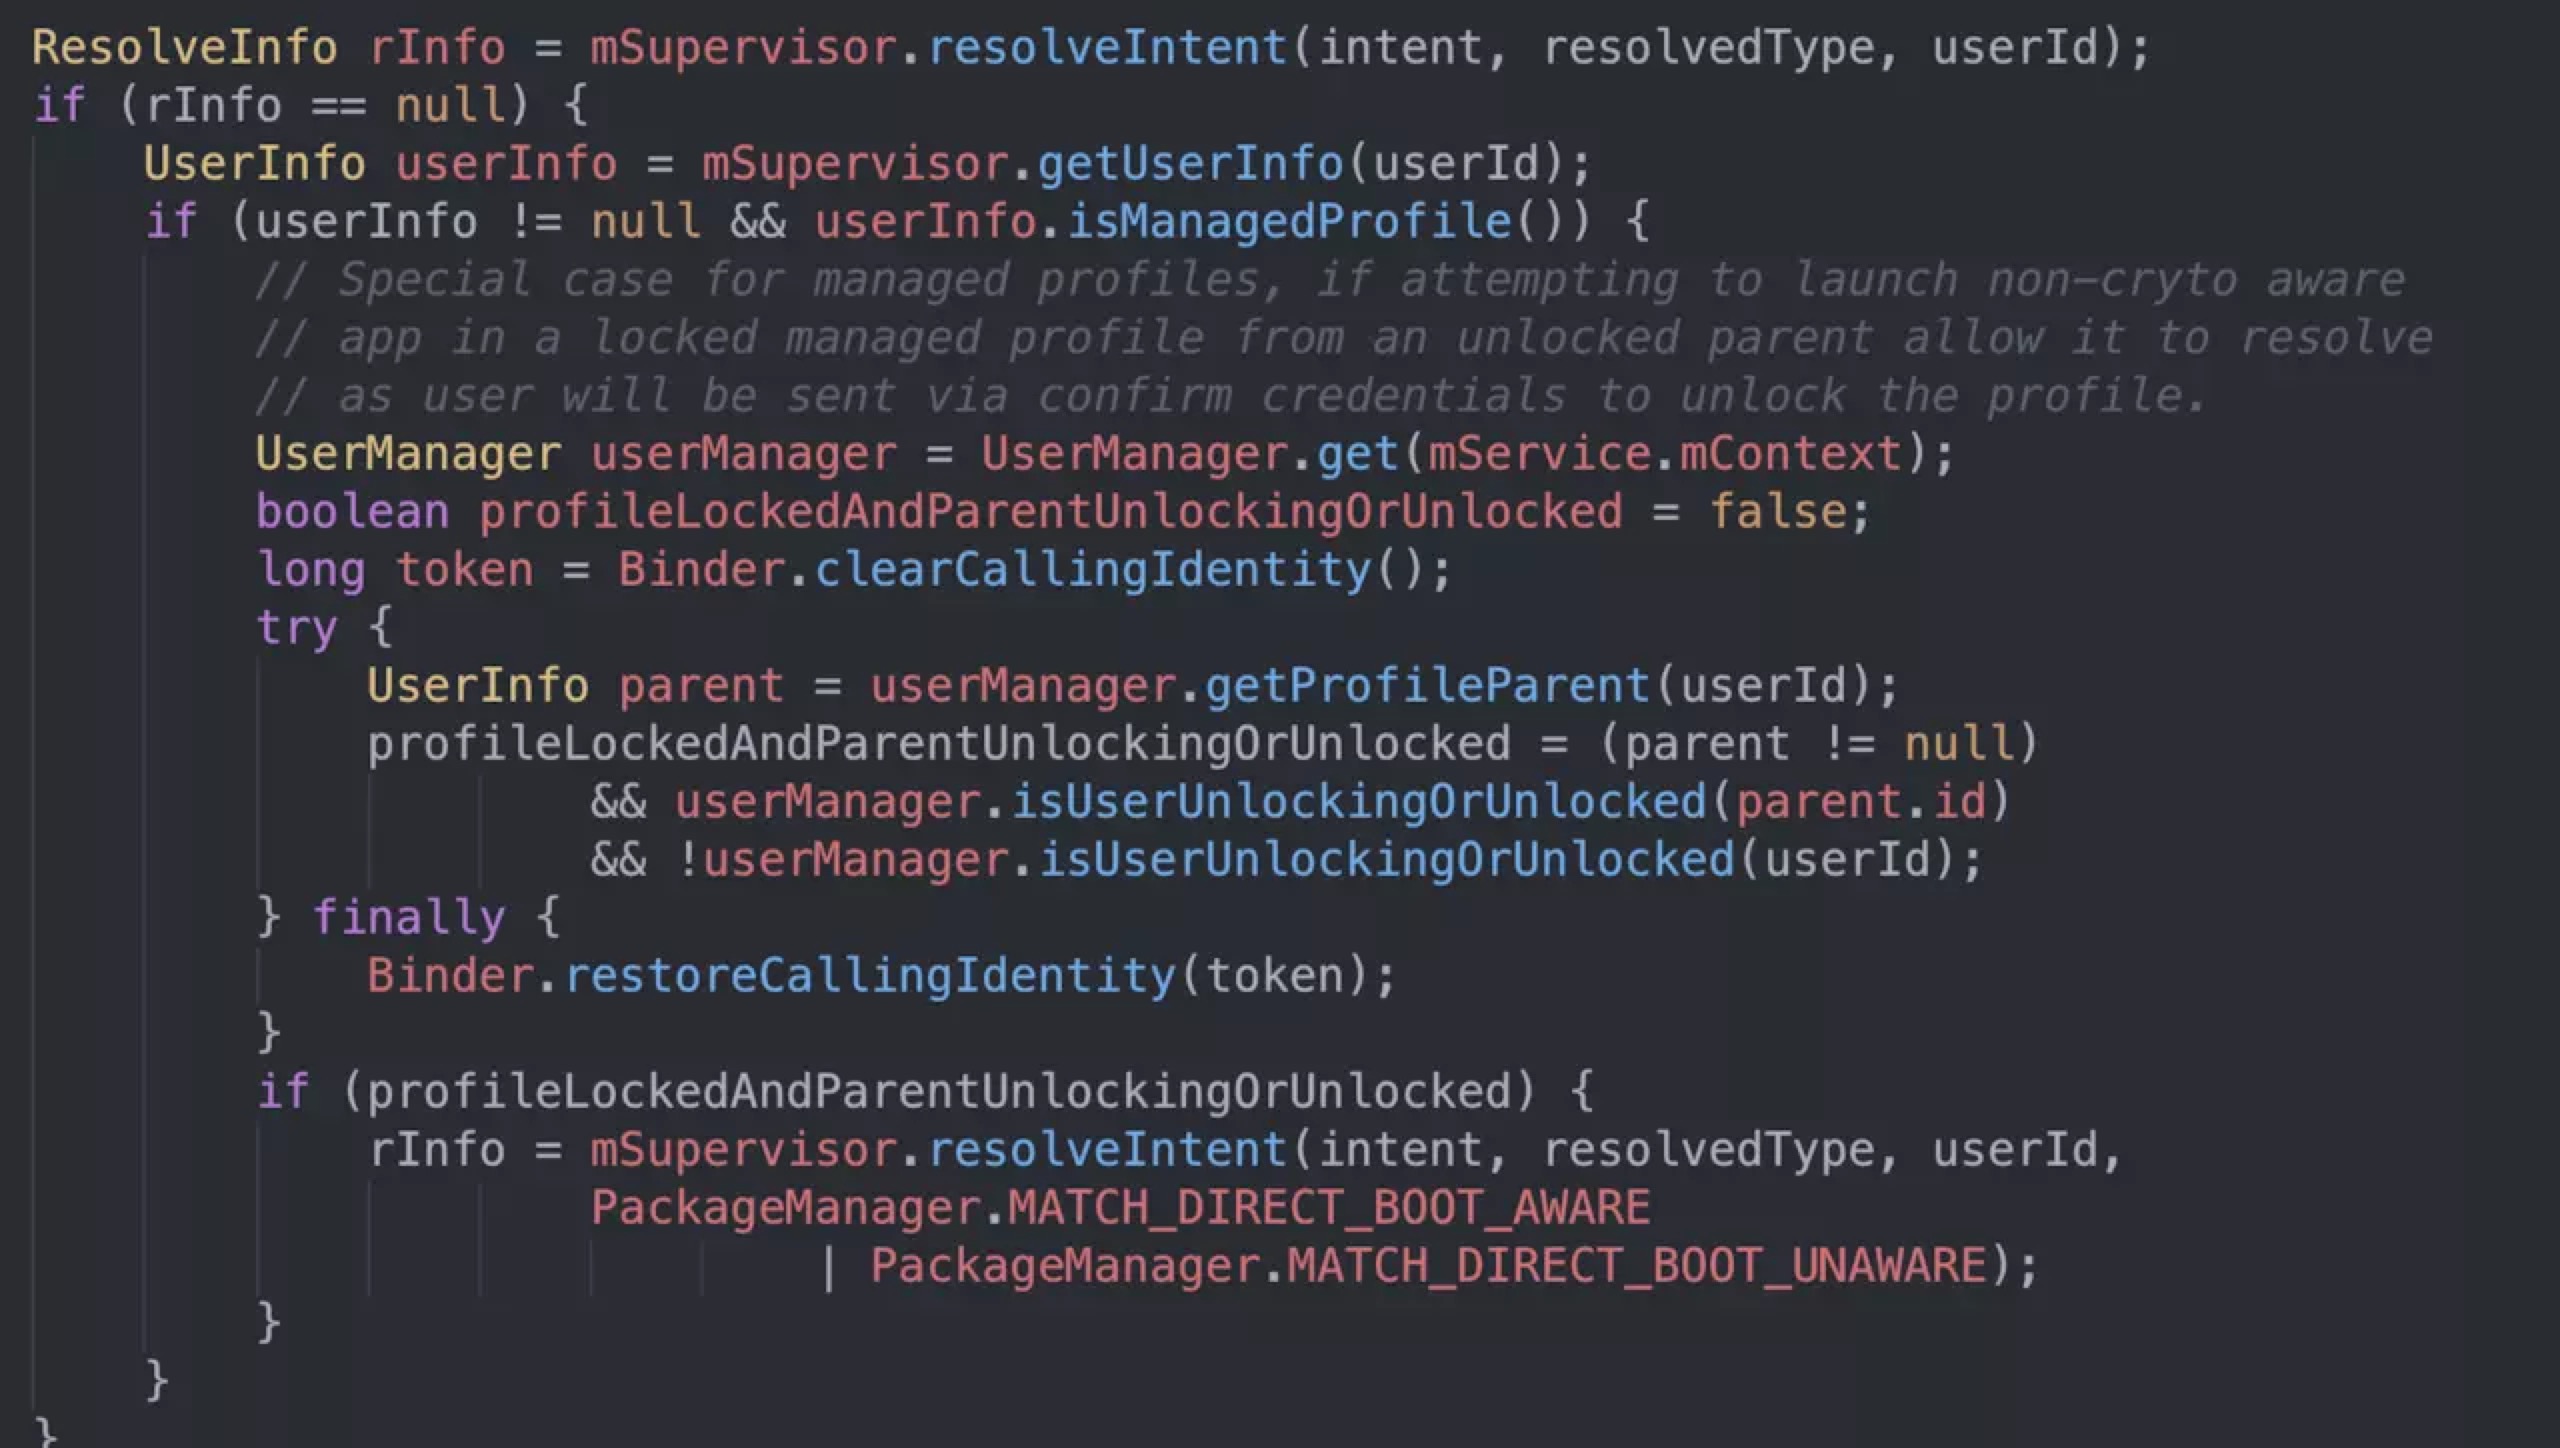 ResolveInfo rInfo = mSupervisor.resolveIntent(intent, resolvedType, userId);
if (rInfo == null) {
    UserInfo userInfo = mSupervisor.getUserInfo(userId);
    if (userInfo != null && userInfo.isManagedProfile()) {
        // Special case for managed profiles, if attempting to launch non-cryto aware
        // app in a locked managed profile from an unlocked parent allow it to resolve
        // as user will be sent via confirm credentials to unlock the profile.
        UserManager userManager = UserManager.get(mService.mContext);
        boolean profileLockedAndParentUnlockingOrUnlocked = false;
        long token = Binder.clearCallingIdentity();
        try {
            UserInfo parent = userManager.getProfileParent(userId);
            profileLockedAndParentUnlockingOrUnlocked = (parent != null)
                    && userManager.isUserUnlockingOrUnlocked(parent.id)
                    && !userManager.isUserUnlockingOrUnlocked(userId);
        } finally {
            Binder.restoreCallingIdentity(token);
        }
        if (profileLockedAndParentUnlockingOrUnlocked) {
            rInfo = mSupervisor.resolveIntent(intent, resolvedType, userId,
                    PackageManager.MATCH_DIRECT_BOOT_AWARE
                            | PackageManager.MATCH_DIRECT_BOOT_UNAWARE);
        }
    }
}